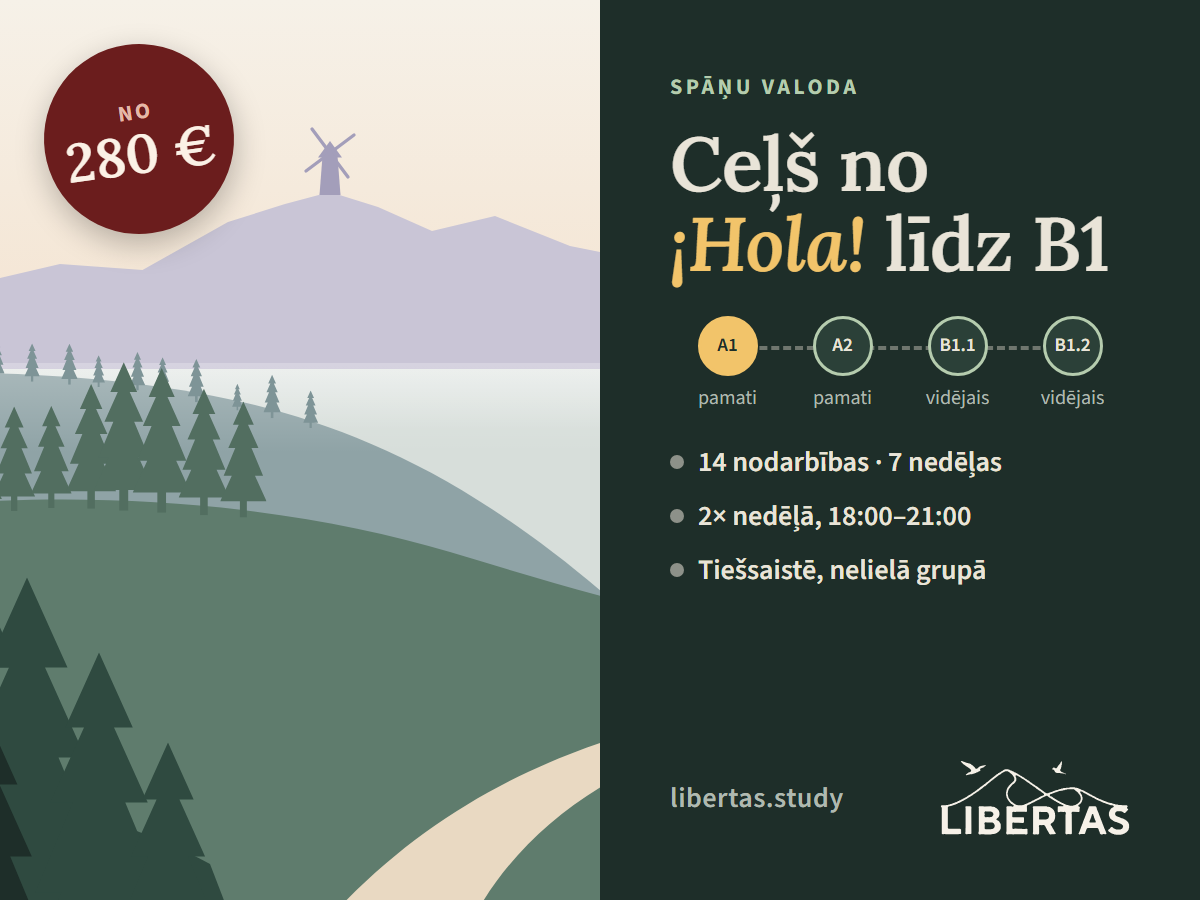 NO
280 €
SPĀŅU VALODA
Ceļš no
¡Hola! līdz B1
A1 A2 B1.1 B1.2
pamati pamati vidējais vidējais
14 nodarbības · 7 nedēļas
2× nedēļā, 18:00–21:00
Tiešsaistē, nelielā grupā
libertas.study
LIBERTAS